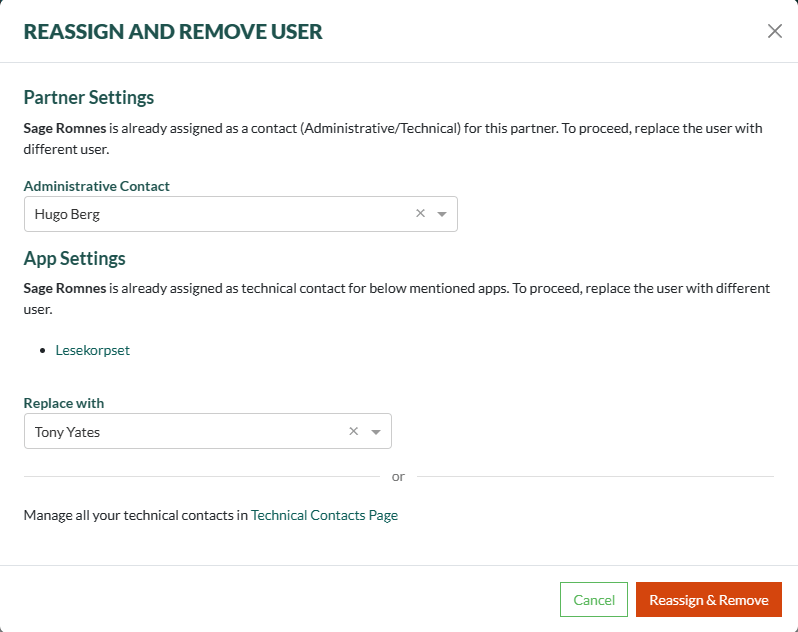 REASSIGN AND REMOVE USER
Partner Settings
Sage Romnes is already assigned as a contact (Administrative/Technical) for this partner. To proceed, replace the user with
different user.
Administrative Contact
Hugo Berg
App Settings
Sage Romnes is already assigned as technical contact for below mentioned apps. To proceed, replace the user with different
user.
• Lesekorpset
Replace with
Tony Yates
or
Manage all your technical contacts in Technical Contacts Page
Cancel
Reassign & Remove